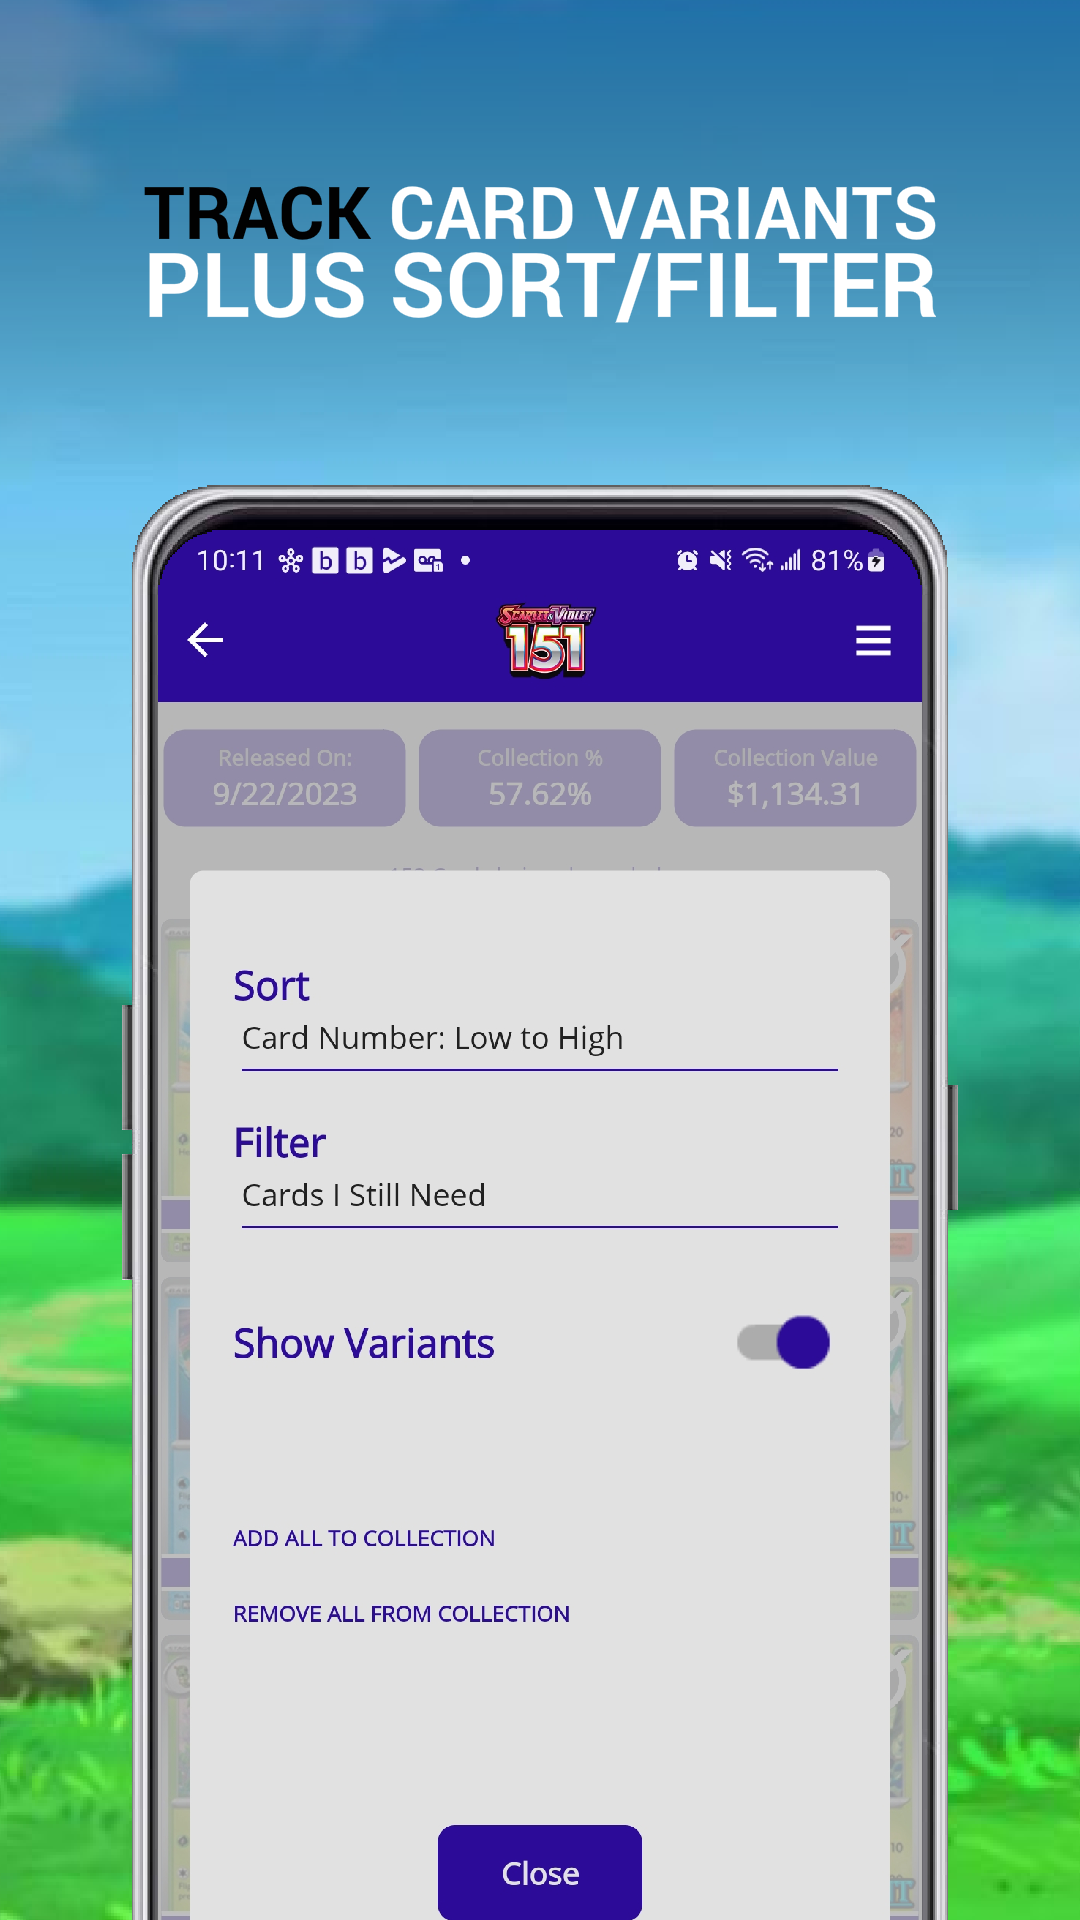 TRACK CARD VARIANTS
PLUS SORT/FILTER
10:11 b b 81%
SCARLET & VIOLET
151
Released On: Collection % Collection Value
9/22/2023 57.62% $1,134.31
Sort
Card Number: Low to High
Filter
Cards I Still Need
Show Variants
ADD ALL TO COLLECTION
REMOVE ALL FROM COLLECTION
Close